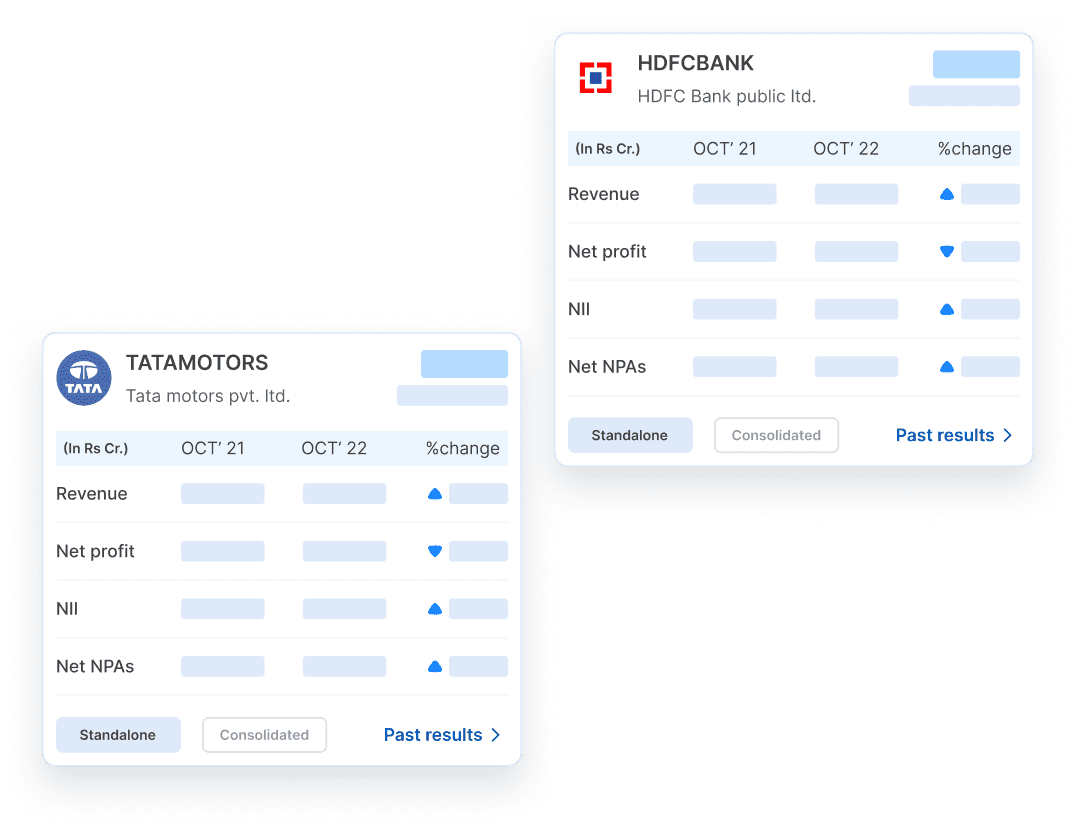 HDFCBANK
HDFC Bank public ltd.
(In Rs Cr.) OCT’ 21 OCT’ 22 %change
Revenue
Net profit
NII
Net NPAs
Standalone Consolidated Past results
TATA
TATAMOTORS
Tata motors pvt. ltd.
(In Rs Cr.) OCT’ 21 OCT’ 22 %change
Revenue
Net profit
NII
Net NPAs
Standalone Consolidated Past results